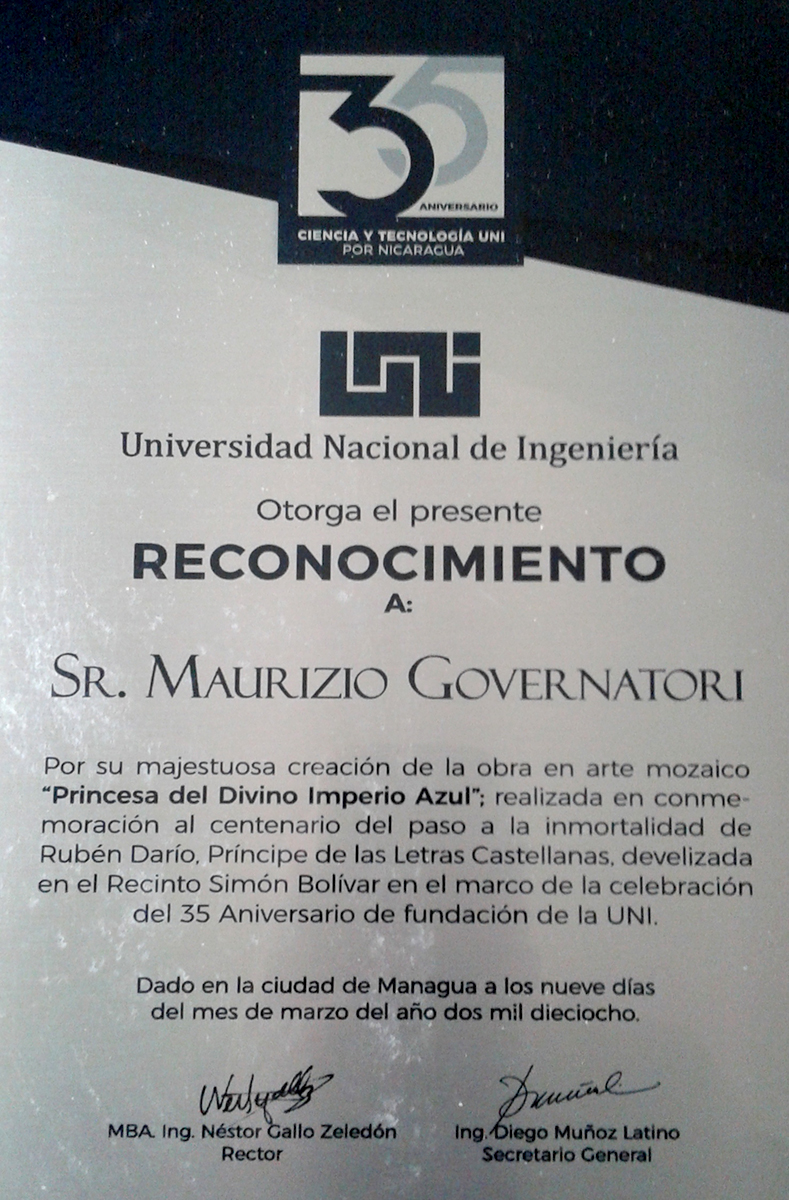 35
ANIVERSARIO
CIENCIA Y TECNOLOGÍA UNI
POR NICARAGUA
uni
Universidad Nacional de Ingeniería
Otorga el presente
RECONOCIMIENTO
A:
SR. MAURIZIO GOVERNATORI
Por su majestuosa creación de la obra en arte mozaico
“Princesa del Divino Imperio Azul”; realizada en conme-
moración al centenario del paso a la inmortalidad de
Rubén Darío, Príncipe de las Letras Castellanas, develizada
en el Recinto Simón Bolívar en el marco de la celebración
del 35 Aniversario de fundación de la UNI.
Dado en la ciudad de Managua a los nueve días
del mes de marzo del año dos mil dieciocho.
MBA. Ing. Néstor Gallo Zeledón
Rector
Ing. Diego Muñoz Latino
Secretario General